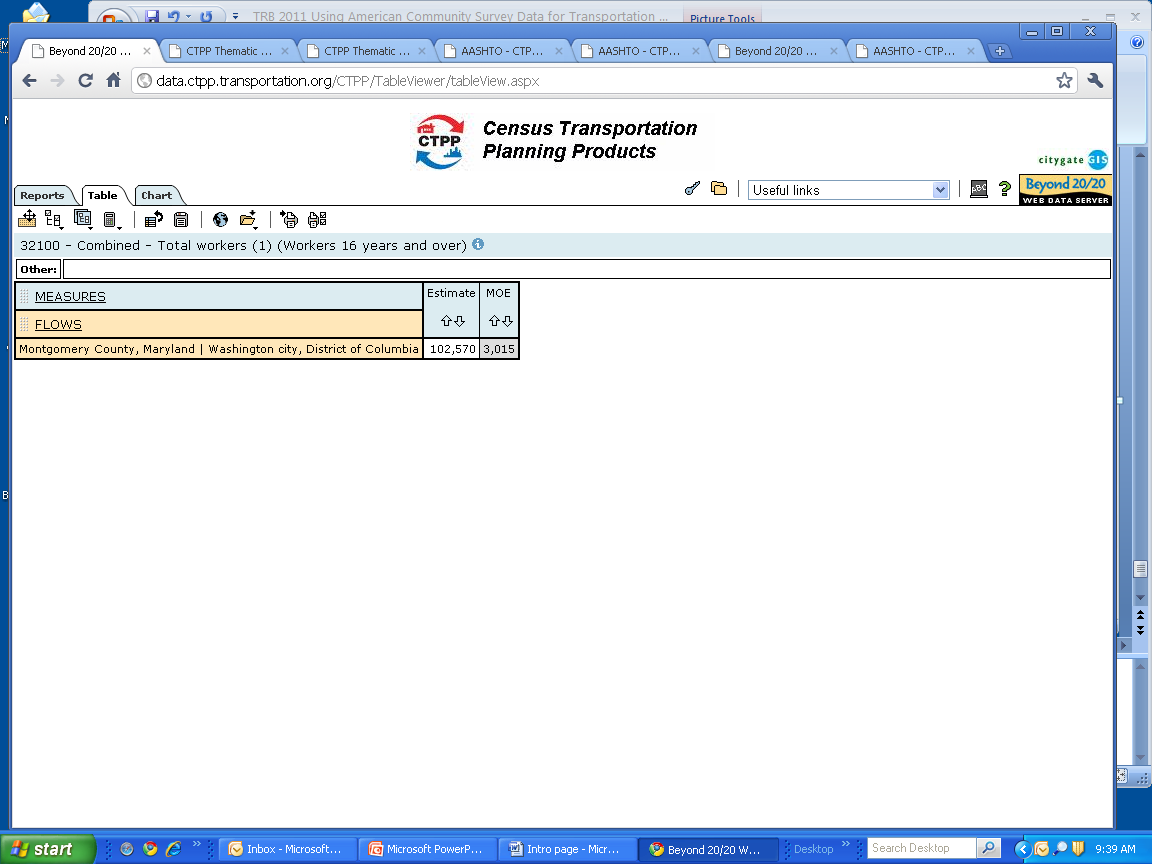 TRB 2011 Using American Community Survey Data for Transportation ...
Picture Tools
Beyond 20/20 ...
CTPP Thematic ...
CTPP Thematic ...
AASHTO - CTP...
AASHTO - CTP...
Beyond 20/20 ...
AASHTO - CTP...
data.ctpp.transportation.org/CTPP/TableViewer/tableView.aspx
CTPP
Census Transportation
Planning Products
citygate GIS
Reports
Table
Chart
Useful links
ABC
?
Beyond 20/20
WEB DATA SERVER
32100 - Combined - Total workers (1) (Workers 16 years and over)
Other:
MEASURES
Estimate
MOE
FLOWS
Montgomery County, Maryland | Washington city, District of Columbia
102,570
3,015
start
Inbox - Microsoft...
Microsoft PowerP...
Intro page - Micr...
Beyond 20/20 W...
Desktop
Search Desktop
9:39 AM